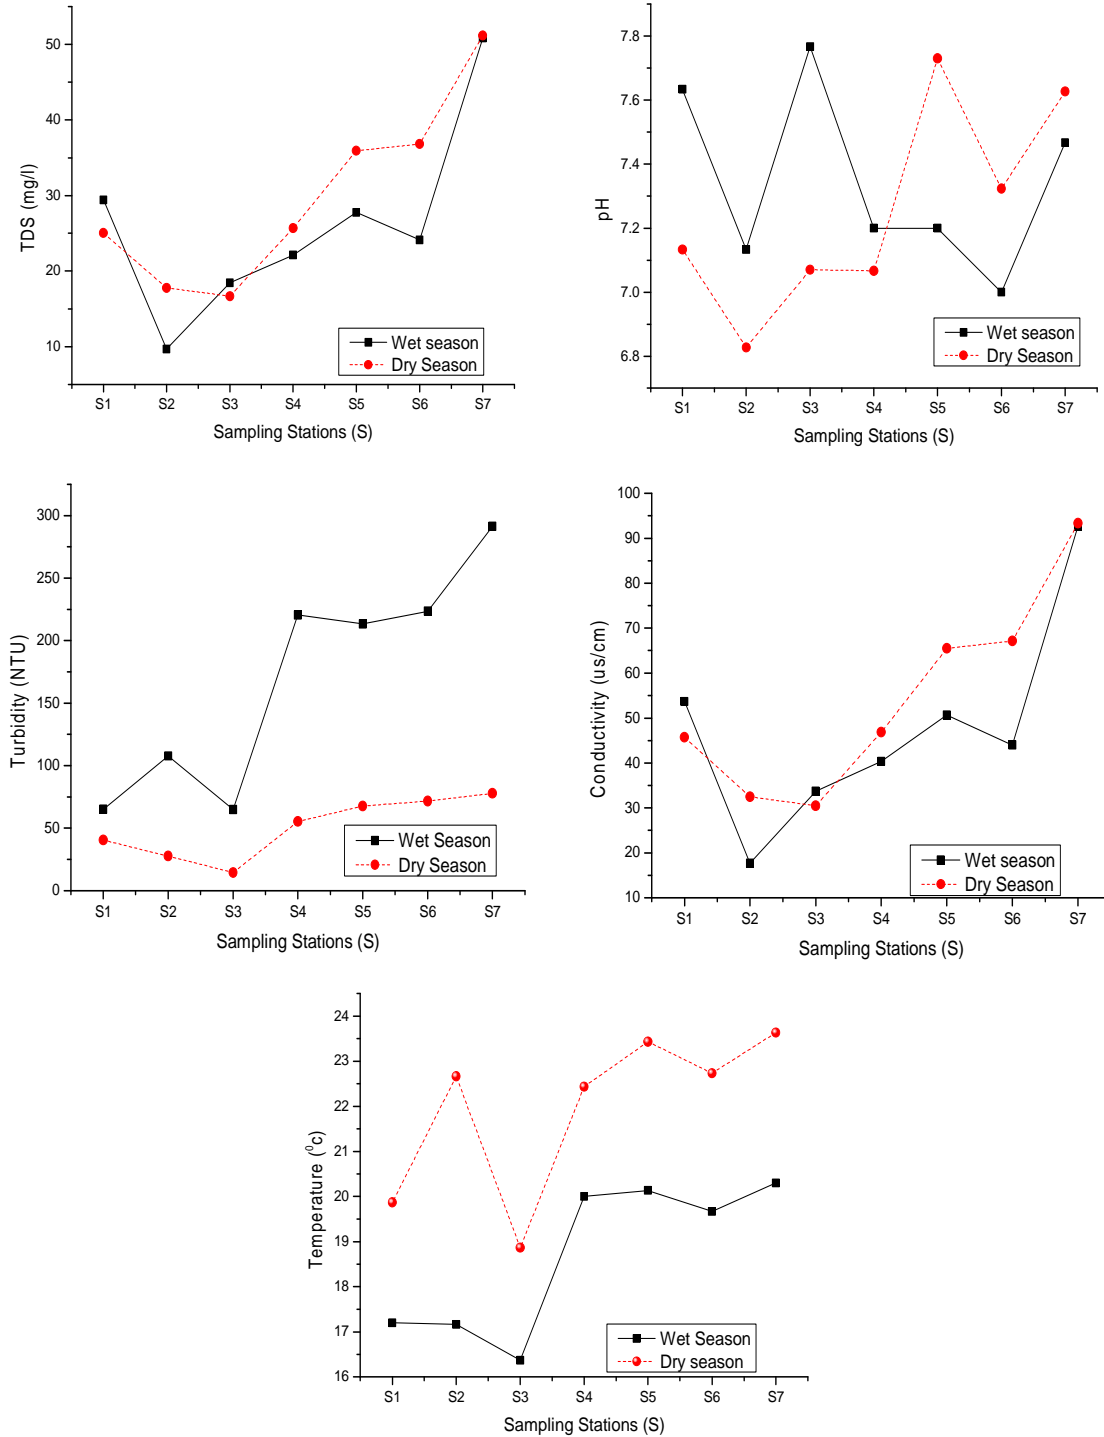 50
40
30
20
10
TDS (mg/l)
Wet season
Dry Season
S1 S2 S3 S4 S5 S6 S7
Sampling Stations (S)
7.8
7.6
7.4
7.2
7.0
6.8
pH
Wet season
Dry Season
S1 S2 S3 S4 S5 S6 S7
Sampling Stations (S)
300
250
200
150
100
50
0
Turbidity (NTU)
Wet Season
Dry Season
S1 S2 S3 S4 S5 S6 S7
Sampling Stations (S)
100
90
80
70
60
50
40
30
20
10
Conductivity (us/cm)
Wet season
Dry Season
S1 S2 S3 S4 S5 S6 S7
Sampling Stations (S)
24
23
22
21
20
19
18
17
16
Temperature (⁰c)
Wet Season
Dry season
S1 S2 S3 S4 S5 S6 S7
Sampling Stations (S)